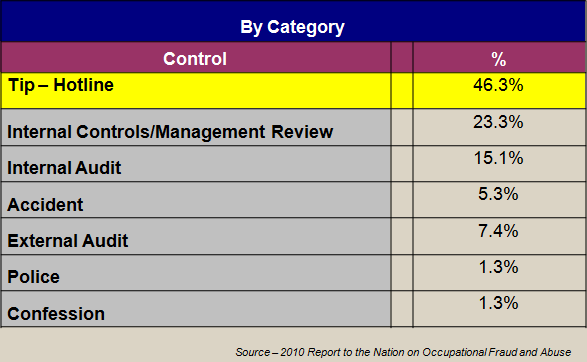 By Category
Control %
Tip – Hotline 46.3%
Internal Controls/Management Review 23.3%
Internal Audit 15.1%
Accident 5.3%
External Audit 7.4%
Police 1.3%
Confession 1.3%
Source – 2010 Report to the Nation on Occupational Fraud and Abuse